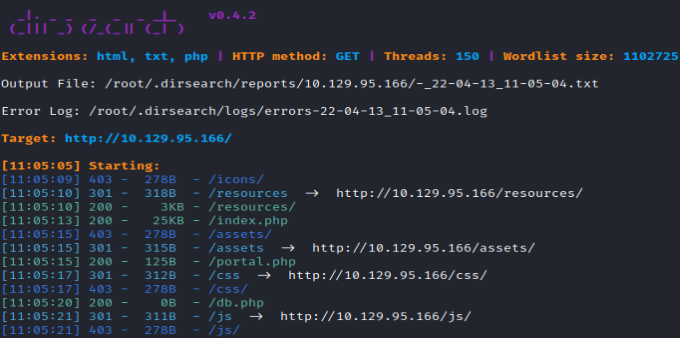 v0.4.2
Extensions: html, txt, php | HTTP method: GET | Threads: 150 | Wordlist size: 1102725
Output File: /root/.dirsearch/reports/10.129.95.166/-_22-04-13_11-05-04.txt
Error Log: /root/.dirsearch/logs/errors-22-04-13_11-05-04.log
Target: http://10.129.95.166/
[11:05:05] Starting:
[11:05:09] 403 - 278B - /icons/
[11:05:10] 301 - 318B - /resources → http://10.129.95.166/resources/
[11:05:10] 200 - 3KB - /resources/
[11:05:13] 200 - 25KB - /index.php
[11:05:15] 403 - 278B - /assets/
[11:05:15] 301 - 315B - /assets → http://10.129.95.166/assets/
[11:05:15] 200 - 125B - /portal.php
[11:05:17] 301 - 312B - /css → http://10.129.95.166/css/
[11:05:17] 403 - 278B - /css/
[11:05:20] 200 - 0B - /db.php
[11:05:21] 301 - 311B - /js → http://10.129.95.166/js/
[11:05:21] 403 - 278B - /js/